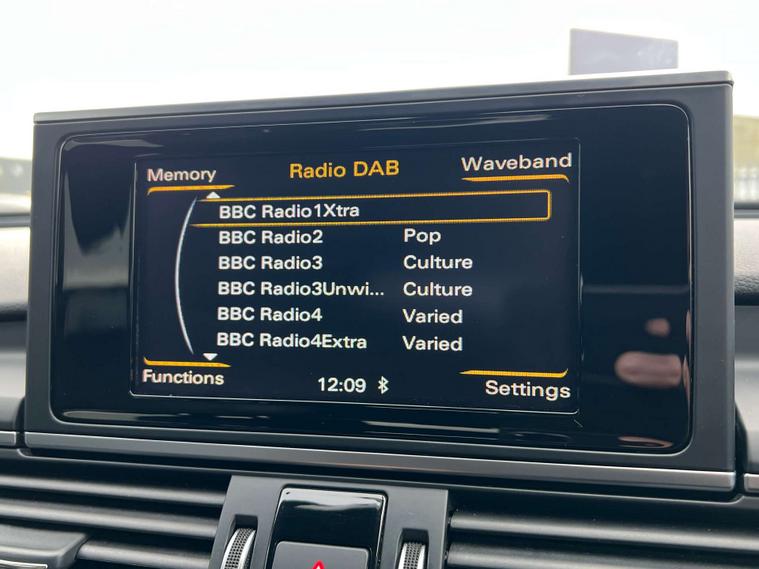 Memory Radio DAB Waveband
BBC Radio1Xtra
BBC Radio2 Pop
BBC Radio3 Culture
BBC Radio3Unwi... Culture
BBC Radio4 Varied
BBC Radio4Extra Varied
Functions 12:09 Settings